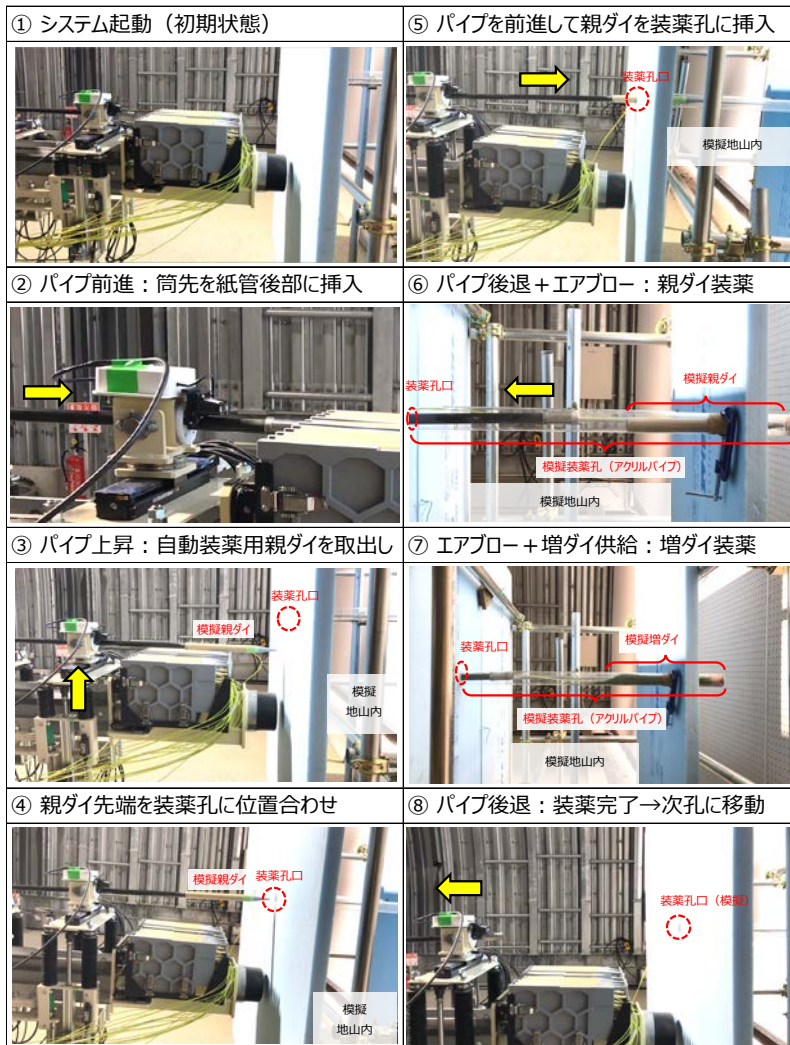 ① システム起動（初期状態）
② パイプ前進：筒先を紙管後部に挿入
③ パイプ上昇：自動装薬用親ダイを取出し
装薬孔口
模擬親ダイ
模擬
地山内
④ 親ダイ先端を装薬孔に位置合わせ
模擬親ダイ
装薬孔口
模擬
地山内
⑤ パイプを前進して親ダイを装薬孔に挿入
装薬孔口
模擬地山内
⑥ パイプ後退＋エアブロー：親ダイ装薬
装薬孔口
模擬親ダイ
模擬装薬孔（アクリルパイプ）
模擬地山内
⑦ エアブロー＋増ダイ供給：増ダイ装薬
装薬孔口
模擬増ダイ
模擬装薬孔（アクリルパイプ）
模擬地山内
⑧ パイプ後退：装薬完了→次孔に移動
装薬孔口（模擬）